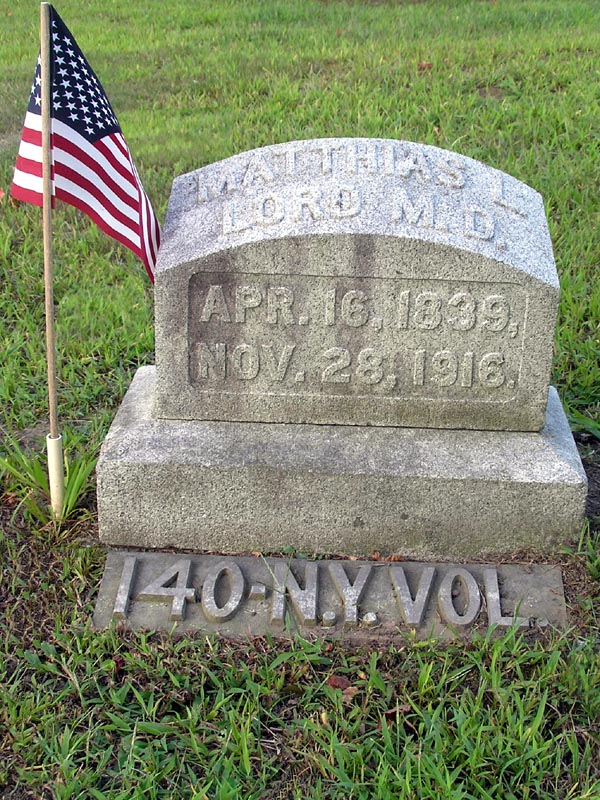 MATTHIAS L.
LORD M.D.
APR. 16, 1839,
NOV. 28, 1916.
140-N.Y. VOL.